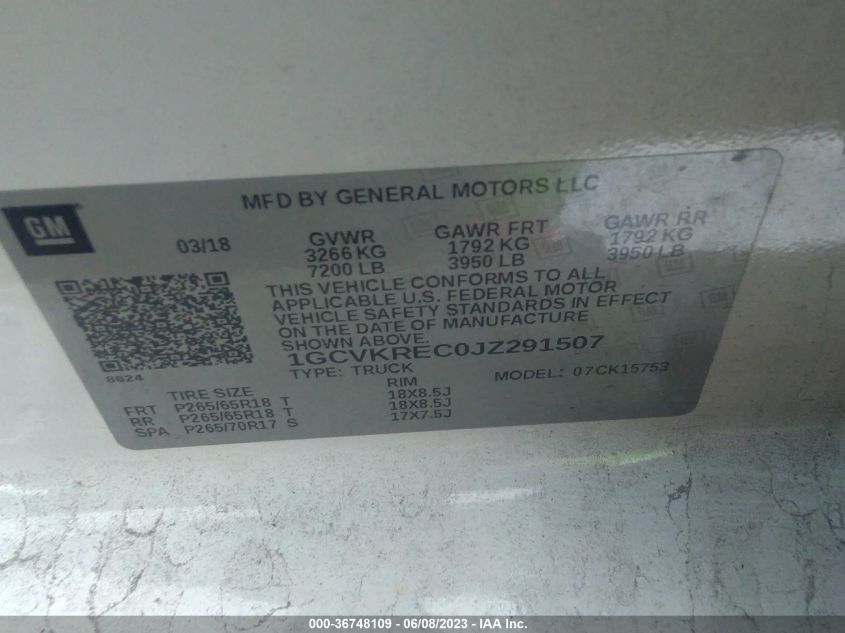 MFD BY GENERAL MOTORS LLC
GM
03/18
GVWR GAWR FRT GAWR RR
3266 KG 1792 KG 1792 KG
7200 LB 3950 LB 3950 LB
THIS VEHICLE CONFORMS TO ALL
APPLICABLE U.S. FEDERAL MOTOR
VEHICLE SAFETY STANDARDS IN EFFECT
ON THE DATE OF MANUFACTURE
SHOWN ABOVE.
1GCVKREC0JZ291507
8624
TYPE: TRUCK MODEL: 07CK15753
TIRE SIZE RIM
FRT P265/65R18 T 18X8.5J
RR P265/65R18 T 18X8.5J
SPA P265/70R17 S 17X7.5J
000-36748109 - 06/08/2023 - IAA Inc.